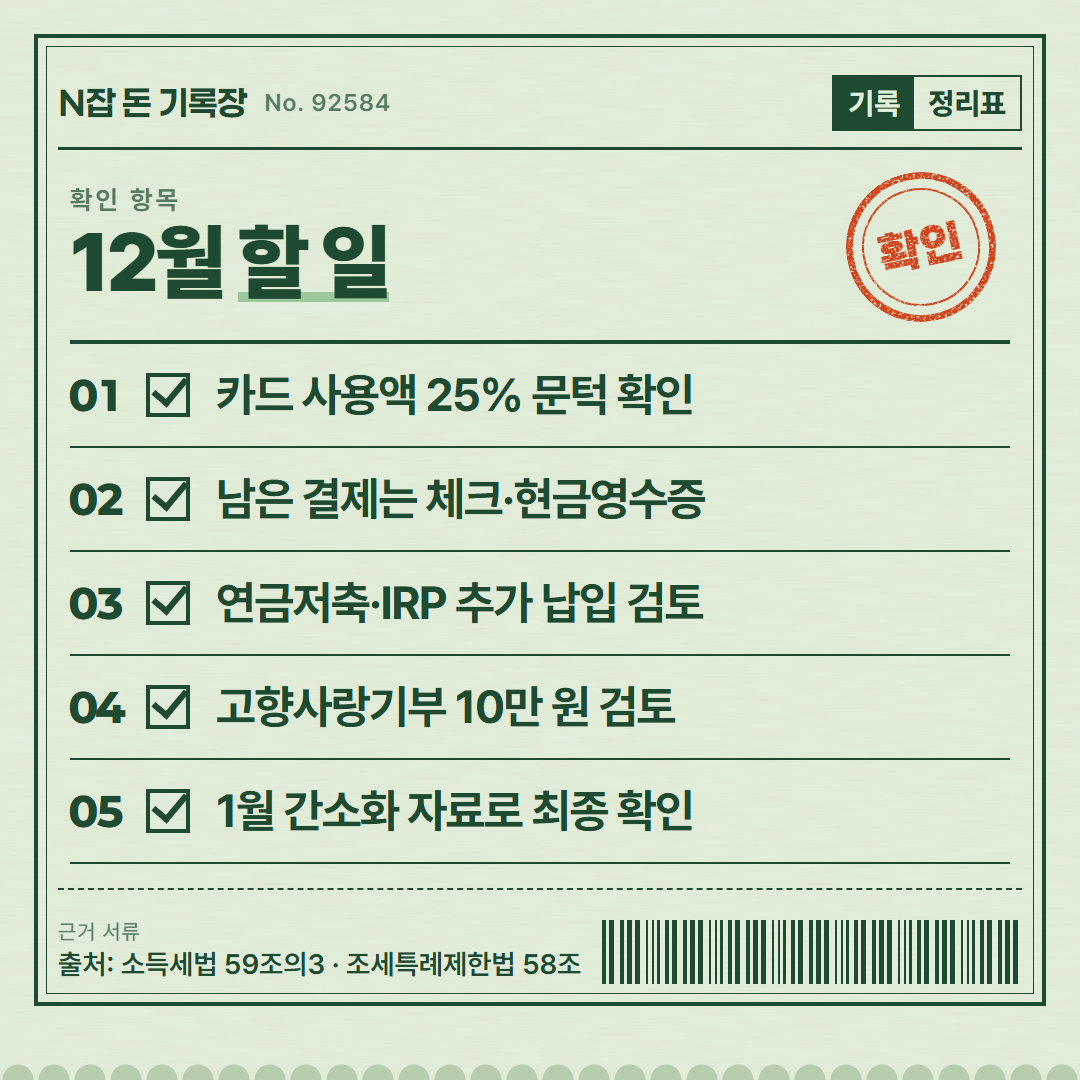 N잡 돈 기록장 No. 92584
기록 정리표
확인 항목
12월 할 일
확인
01 카드 사용액 25% 문턱 확인
02 남은 결제는 체크·현금영수증
03 연금저축·IRP 추가 납입 검토
04 고향사랑기부 10만 원 검토
05 1월 간소화 자료로 최종 확인
근거 서류
출처: 소득세법 59조의3 · 조세특례제한법 58조